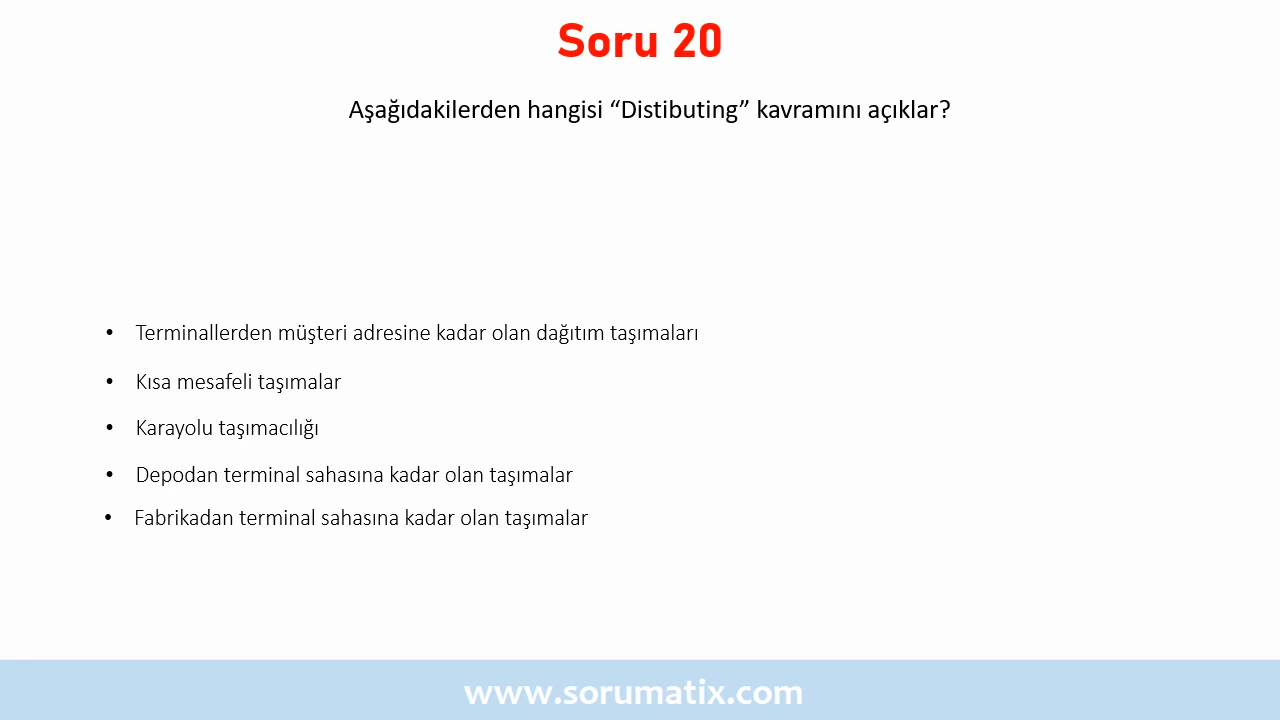 Soru 20
Aşağıdakilerden hangisi “Distibuting” kavramını açıklar?
• Terminallerden müşteri adresine kadar olan dağıtım taşımaları
• Kısa mesafeli taşımalar
• Karayolu taşımacılığı
• Depodan terminal sahasına kadar olan taşımalar
• Fabrikadan terminal sahasına kadar olan taşımalar
www.sorumatix.com